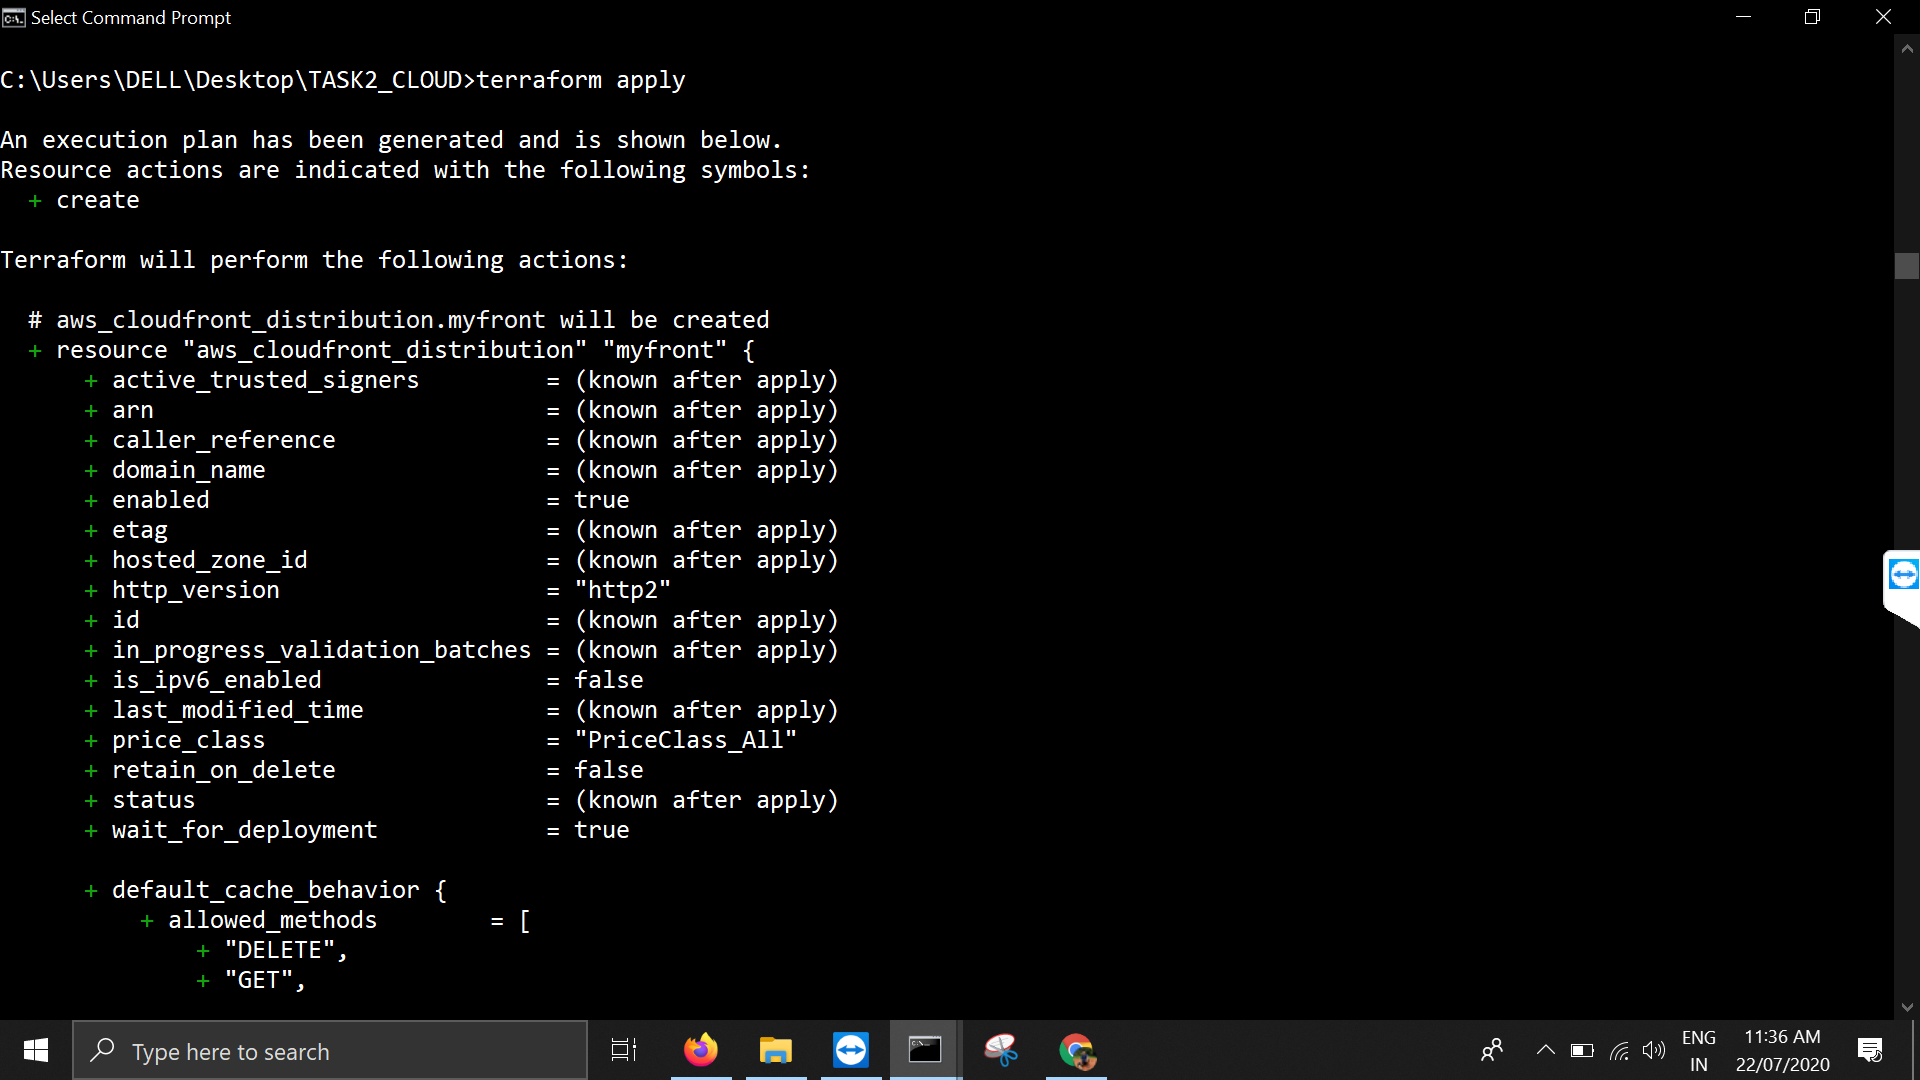 Select Command Prompt
C:\Users\DELL\Desktop\TASK2_CLOUD>terraform apply
An execution plan has been generated and is shown below.
Resource actions are indicated with the following symbols:
  + create
Terraform will perform the following actions:
  # aws_cloudfront_distribution.myfront will be created
  + resource "aws_cloudfront_distribution" "myfront" {
      + active_trusted_signers         = (known after apply)
      + arn                            = (known after apply)
      + caller_reference               = (known after apply)
      + domain_name                    = (known after apply)
      + enabled                        = true
      + etag                           = (known after apply)
      + hosted_zone_id                 = (known after apply)
      + http_version                   = "http2"
      + id                             = (known after apply)
      + in_progress_validation_batches = (known after apply)
      + is_ipv6_enabled                = false
      + last_modified_time             = (known after apply)
      + price_class                    = "PriceClass_All"
      + retain_on_delete               = false
      + status                         = (known after apply)
      + wait_for_deployment            = true
      + default_cache_behavior {
          + allowed_methods        = [
              + "DELETE",
              + "GET",
Type here to search
ENG
IN
11:36 AM
22/07/2020